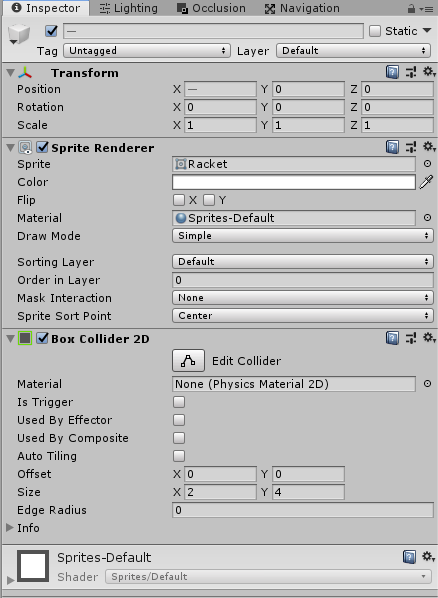 Inspector Lighting Occlusion Navigation
— Static
Tag Untagged Layer Default
Transform
Position X — Y 0 Z 0
Rotation X 0 Y 0 Z 0
Scale X 1 Y 1 Z 1
Sprite Renderer
Sprite Racket
Color
Flip X Y
Material Sprites-Default
Draw Mode Simple
Sorting Layer Default
Order in Layer 0
Mask Interaction None
Sprite Sort Point Center
Box Collider 2D
Edit Collider
Material None (Physics Material 2D)
Is Trigger
Used By Effector
Used By Composite
Auto Tiling
Offset X 0 Y 0
Size X 2 Y 4
Edge Radius 0
Info
Sprites-Default
Shader Sprites/Default